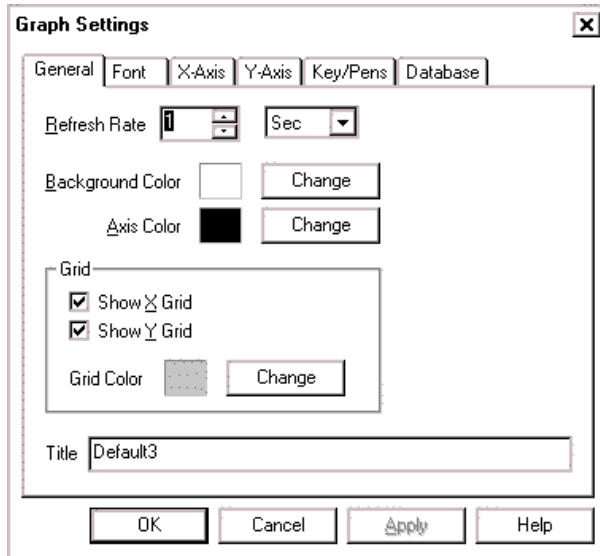 Graph Settings
General Font X-Axis Y-Axis Key/Pens Database
Refresh Rate 1 Sec
Background Color Change
Axis Color Change
Grid
Show X Grid
Show Y Grid
Grid Color Change
Title Default3
OK Cancel Apply Help